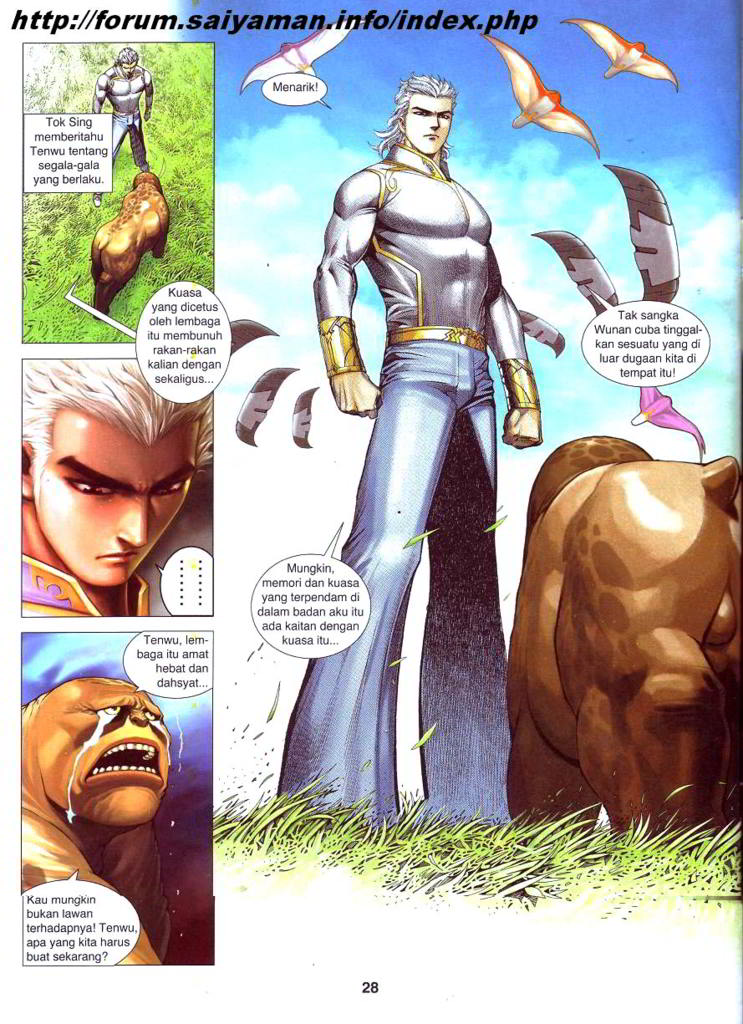 http://forum.saiyaman.info/index.php
Tok Sing
memberitahu
Tenwu tentang
segala-gala
yang berlaku.
Kuasa
yang dicetus
oleh lembaga
itu membunuh
rakan-rakan
kalian dengan
sekaligus...
. . . . . . . . . .
Tenwu, lem-
baga itu amat
hebat dan
dahsyat...
Kau mungkin
bukan lawan
terhadapnya! Tenwu,
apa yang kita harus
buat sekarang?
Menarik!
Tak sangka
Wunan cuba tinggal-
kan sesuatu yang di
luar dugaan kita di
tempat itu!
Mungkin,
memori dan kuasa
yang terpendam di
dalam badan aku itu
ada kaitan dengan
kuasa itu...
28